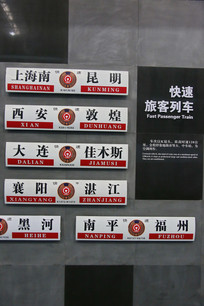 上海南 昆明
SHANGHAINAN KUNMING
西安 敦煌
XIAN DUNHUANG
大连 佳木斯
DALIAN JIAMUSI
襄阳 湛江
XIANGYANG ZHANJIANG
黑河
HEIHE
南平 福州
NANPING FUZHOU
快速
旅客列车
Fast Passenger Train